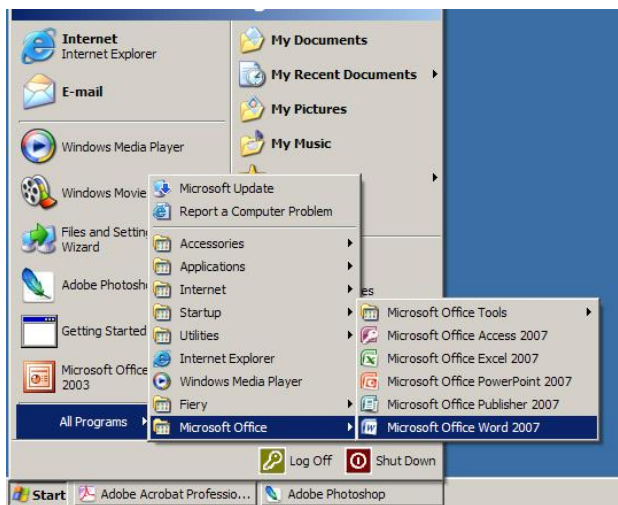 Internet
Internet Explorer
E-mail
Windows Media Player
Windows Movie
Files and Setting
Wizard
Adobe Photosh
Getting Started
Microsoft Office
2003
All Programs
My Documents
My Recent Documents
My Pictures
My Music
Microsoft Update
Report a Computer Problem
Accessories
Applications
Internet
Startup
Utilities
Internet Explorer
Windows Media Player
Fiery
Microsoft Office
es
Microsoft Office Tools
Microsoft Office Access 2007
Microsoft Office Excel 2007
Microsoft Office PowerPoint 2007
Microsoft Office Publisher 2007
Microsoft Office Word 2007
Log Off
Shut Down
Start
Adobe Acrobat Professio...
Adobe Photoshop